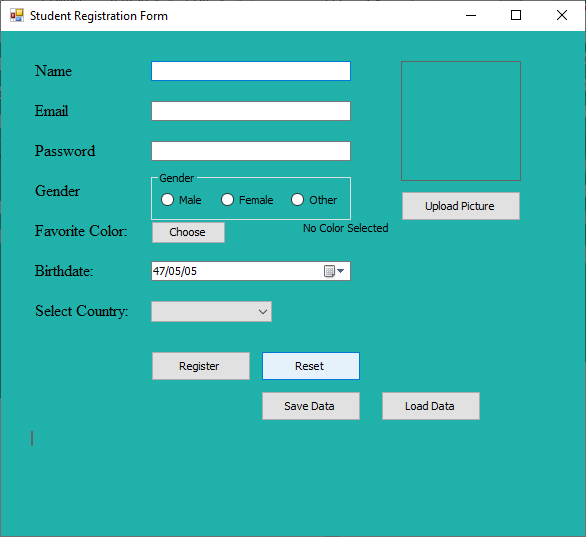 Student Registration Form
Name
Email
Password
Gender
Gender
Male Female Other
Upload Picture
Favorite Color: Choose No Color Selected
Birthdate: 47/05/05
Select Country:
Register Reset
Save Data Load Data